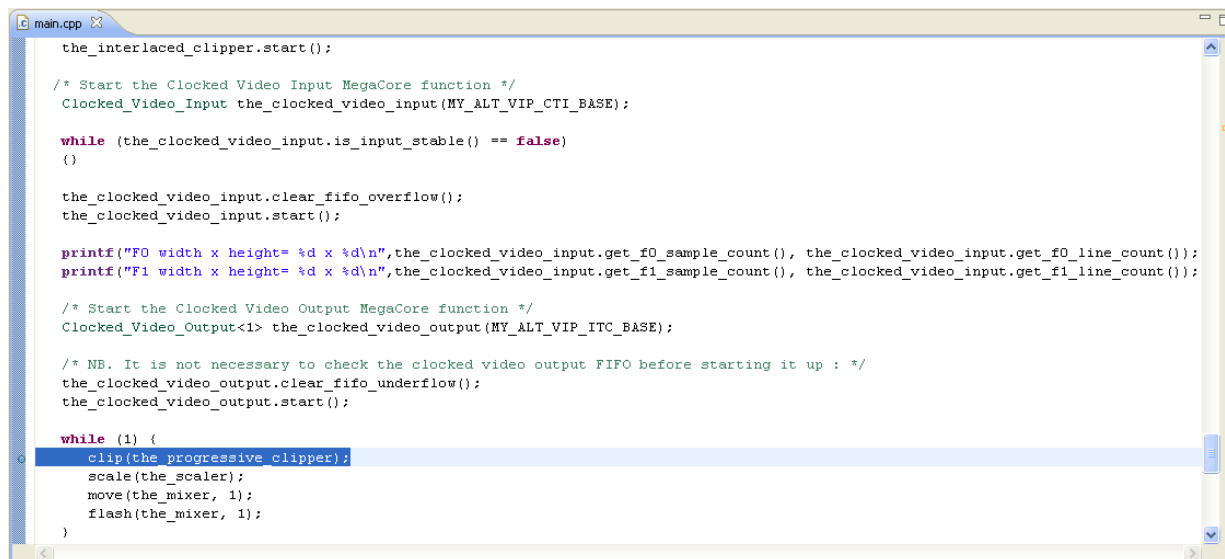 main.cpp
the_interlaced_clipper.start();
/* Start the Clocked Video Input MegaCore function */
Clocked_Video_Input the_clocked_video_input(MY_ALT_VIP_CTI_BASE);
while (the_clocked_video_input.is_input_stable() == false)
{}
the_clocked_video_input.clear_fifo_overflow();
the_clocked_video_input.start();
printf("F0 width x height= %d x %d\n",the_clocked_video_input.get_f0_sample_count(), the_clocked_video_input.get_f0_line_count());
printf("F1 width x height= %d x %d\n",the_clocked_video_input.get_f1_sample_count(), the_clocked_video_input.get_f1_line_count());
/* Start the Clocked Video Output MegaCore function */
Clocked_Video_Output<1> the_clocked_video_output(MY_ALT_VIP_ITC_BASE);
/* NB. It is not necessary to check the clocked video output FIFO before starting it up : */
the_clocked_video_output.clear_fifo_underflow();
the_clocked_video_output.start();
while (1) {
clip(the_progressive_clipper);
scale(the_scaler);
move(the_mixer, 1);
flash(the_mixer, 1);
}